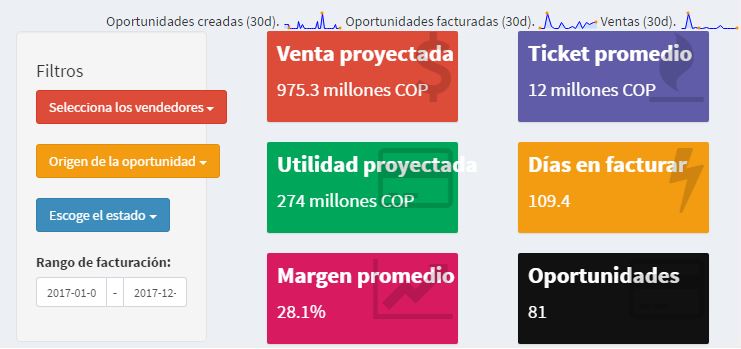 Oportunidades creadas (30d). Oportunidades facturadas (30d). Ventas (30d).
Filtros
Selecciona los vendedores
Origen de la oportunidad
Escoge el estado
Rango de facturación:
2017-01-0 - 2017-12-
Venta proyectada
975.3 millones COP
Ticket promedio
12 millones COP
Utilidad proyectada
274 millones COP
Días en facturar
109.4
Margen promedio
28.1%
Oportunidades
81